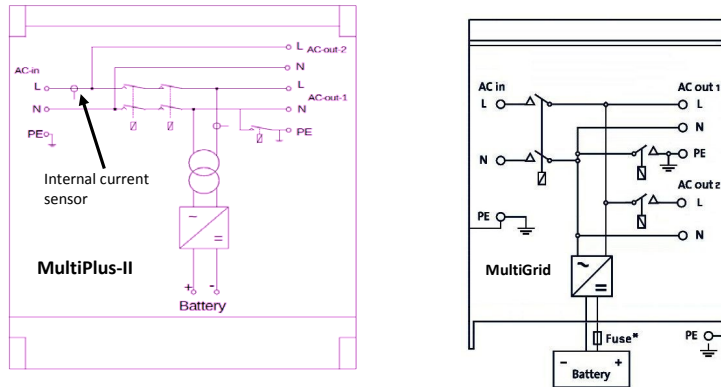 L AC-out-2
N
AC-in
L
L
AC-out-1
N
N
PE
PE
Internal current
sensor
~
=
MultiPlus-II
+ -
Battery
AC in
AC out 1
L
L
N
N
PE
AC out 2
L
PE
N
MultiGrid
~
=
Fuse*
PE
- +
Battery